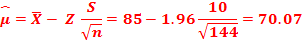 μ̂ = X̄ − Z S/√n = 85 − 1.96 10/√144 = 70.07